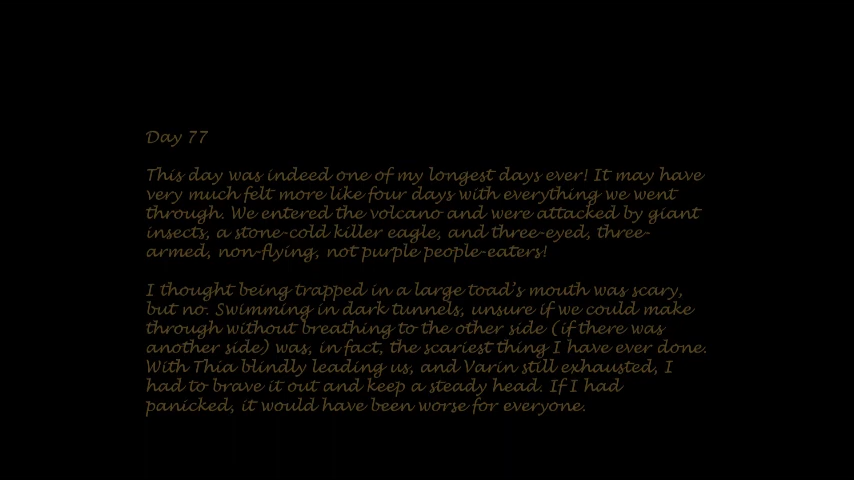 Day 77
This day was indeed one of my longest days ever! It may have
very much felt more like four days with everything we went
through. We entered the volcano and were attacked by giant
insects, a stone-cold killer eagle, and three-eyed, three-
armed, non-flying, not purple people-eaters!
I thought being trapped in a large toad's mouth was scary,
but no. Swimming in dark tunnels, unsure if we could make
through without breathing to the other side (if there was
another side) was, in fact, the scariest thing I have ever done.
With Thia blindly leading us, and Varin still exhausted, I
had to brave it out and keep a steady head. If I had
panicked, it would have been worse for everyone.